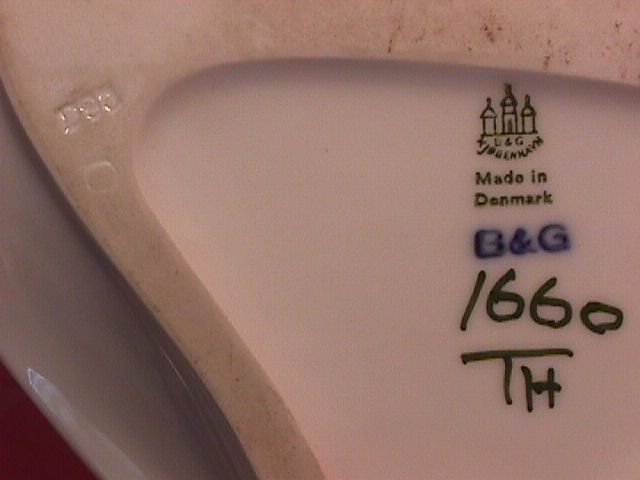 B&G
KJØBENHAVN
Made in
Denmark
B&G
1660
TH